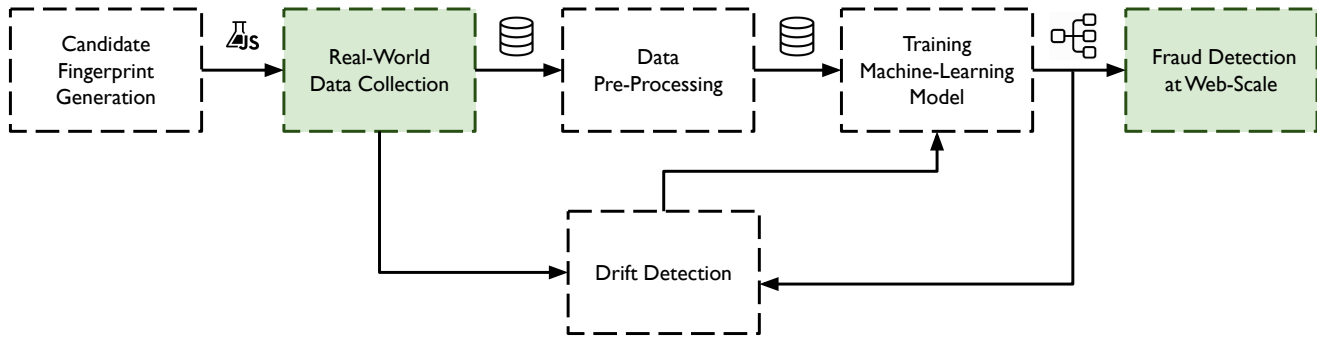 Candidate
Fingerprint
Generation
JS
Real-World
Data Collection
Data
Pre-Processing
Training
Machine-Learning
Model
Fraud Detection
at Web-Scale
Drift Detection